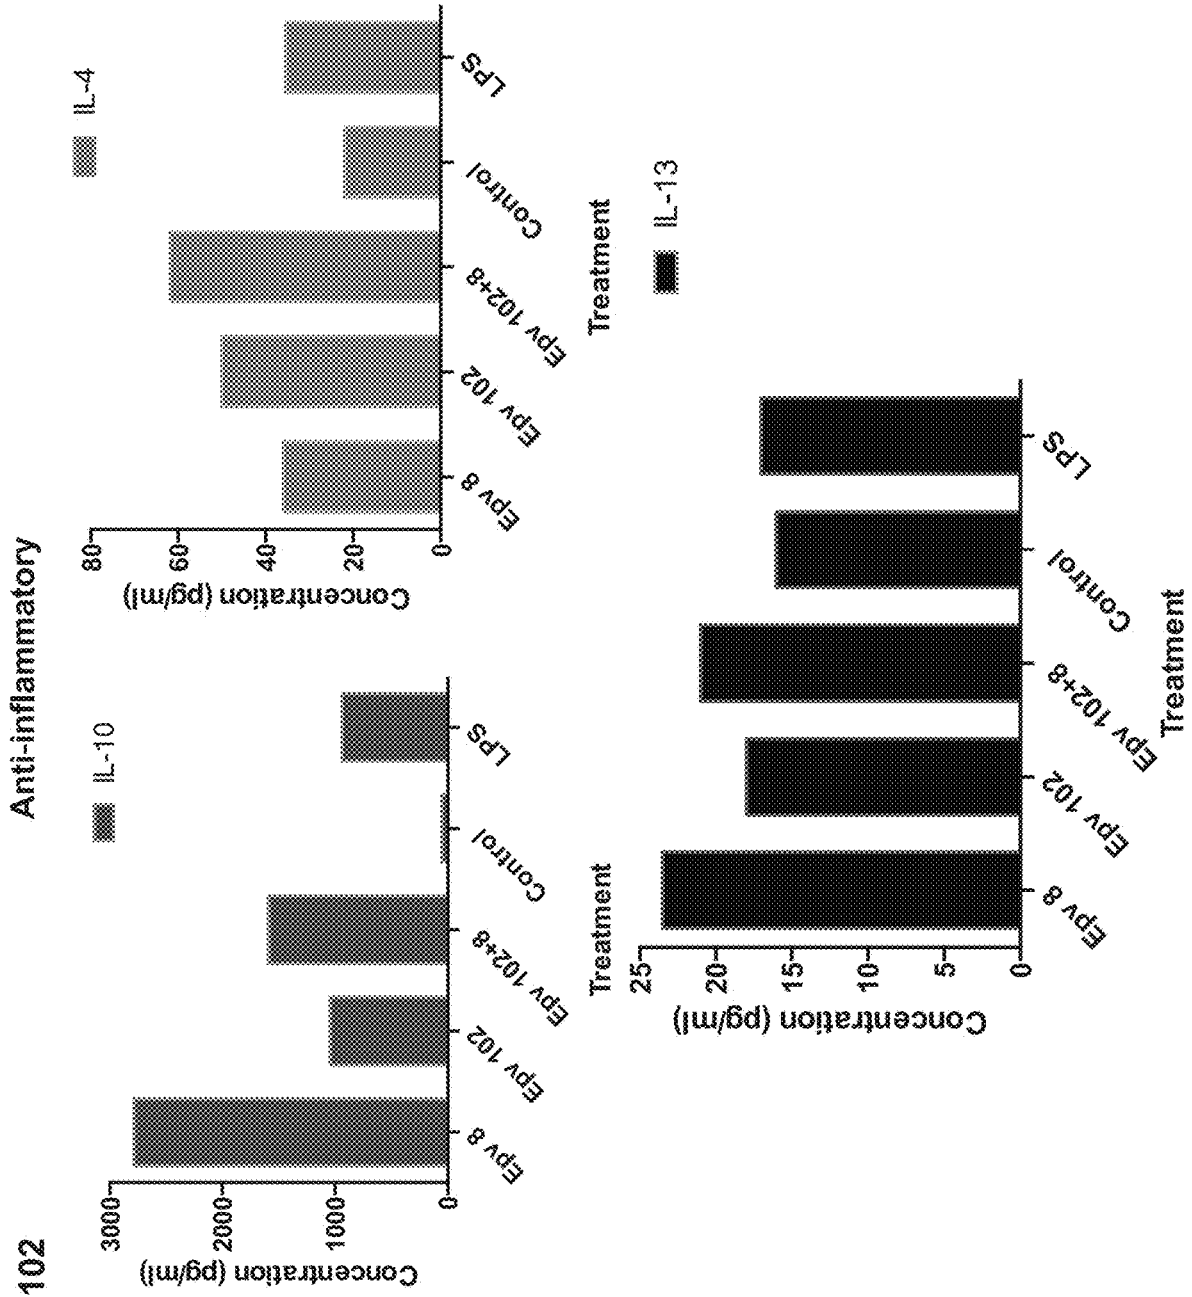 102
Anti-inflammatory
IL-10
Concentration (pg/ml)
3000
2000
1000
0
Epv 8
Epv 102
Epv 102+8
Control
LPS
Treatment
IL-4
Concentration (pg/ml)
80
60
40
20
0
Epv 8
Epv 102
Epv 102+8
Control
LPS
Treatment
IL-13
Concentration (pg/ml)
25
20
15
10
5
0
Epv 8
Epv 102
Epv 102+8
Control
LPS
Treatment